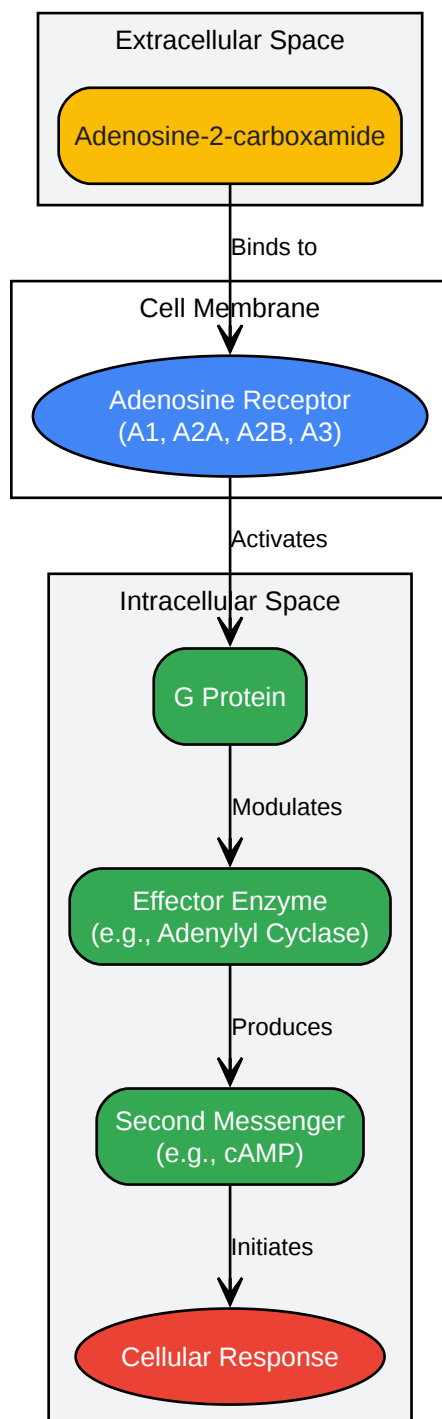 Extracellular Space
Adenosine-2-carboxamide
Binds to
Cell Membrane
Adenosine Receptor
(A1, A2A, A2B, A3)
Activates
Intracellular Space
G Protein
Modulates
Effector Enzyme
(e.g., Adenylyl Cyclase)
Produces
Second Messenger
(e.g., cAMP)
Initiates
Cellular Response